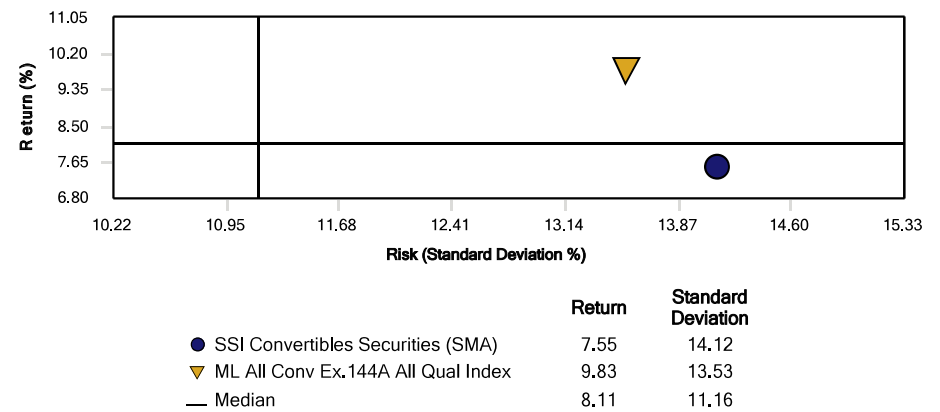 11.05
10.20
9.35
8.50
7.65
6.80
Return (%)
10.22 10.95 11.68 12.41 13.14 13.87 14.60 15.33
Risk (Standard Deviation %)
Return Standard Deviation
SSI Convertibles Securities (SMA) 7.55 14.12
ML All Conv Ex.144A All Qual Index 9.83 13.53
Median 8.11 11.16